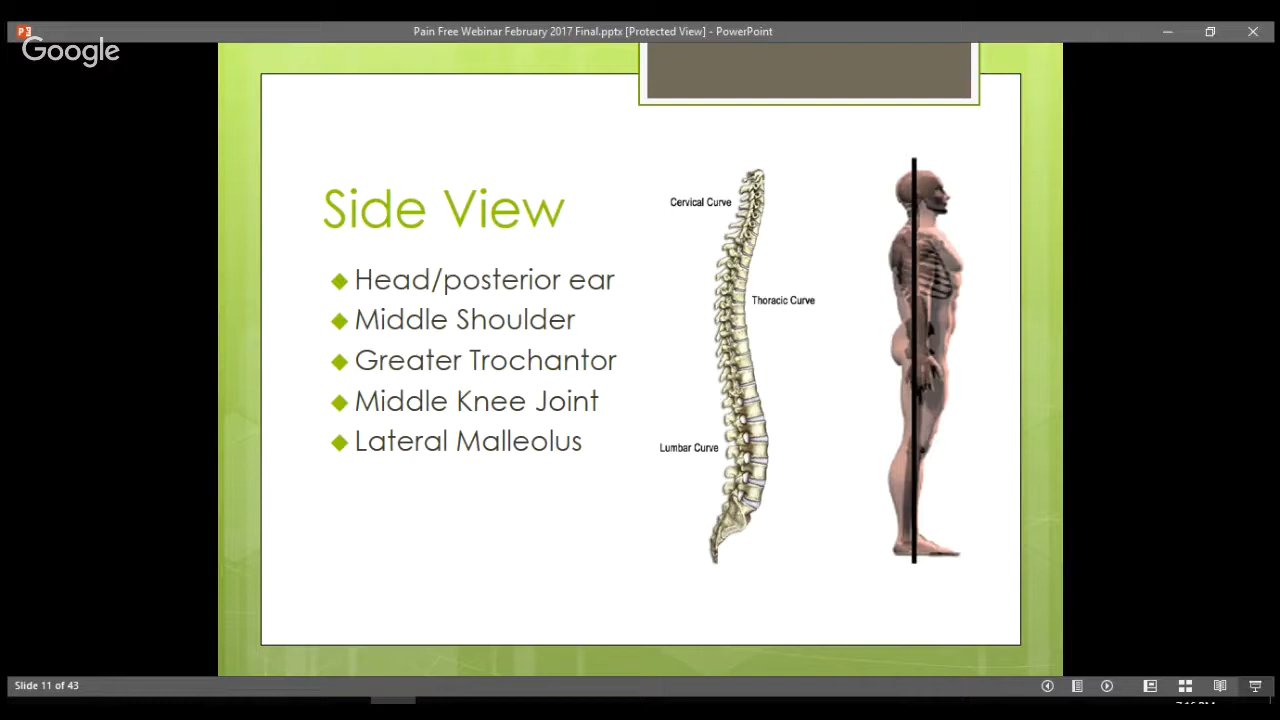 Pain Free Webinar February 2017 Final.pptx [Protected View] - PowerPoint
Google
Side View
Head/posterior ear
Middle Shoulder
Greater Trochantor
Middle Knee Joint
Lateral Malleolus
Cervical Curve
Thoracic Curve
Lumbar Curve
Slide 11 of 43